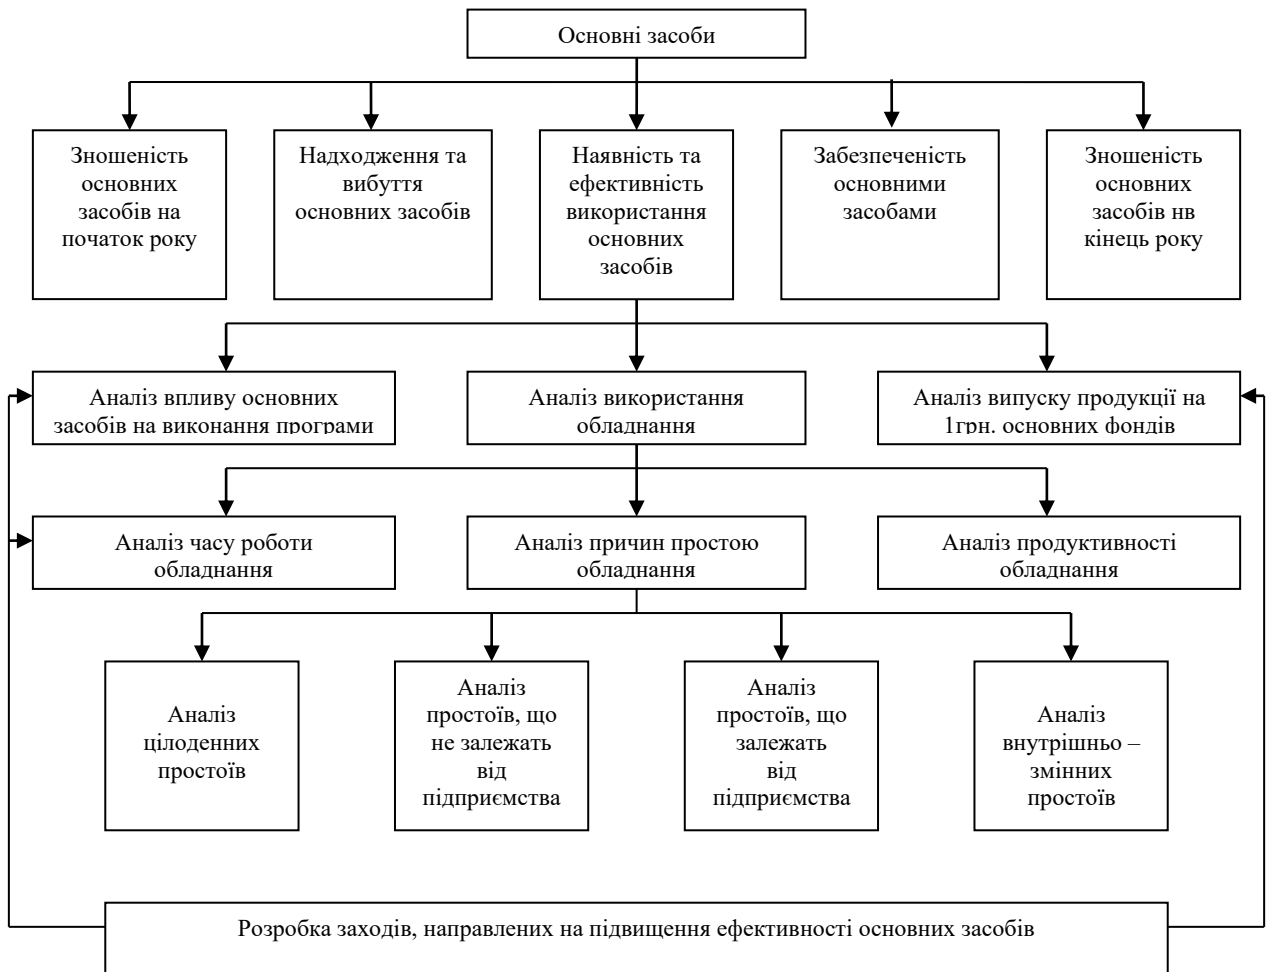 Основні засоби
Зношеність
основних
засобів на
початок року
Надходження та
вибуття
основних засобів
Наявність та
ефективність
використання
основних
засобів
Забезпеченість
основними
засобами
Зношеність
основних
засобів нв
кінець року
Аналіз впливу основних
засобів на виконання програми
Аналіз використання
обладнання
Аналіз випуску продукції на
1грн. основних фондів
Аналіз часу роботи
обладнання
Аналіз причин простою
обладнання
Аналіз продуктивності
обладнання
Аналіз
цілоденних
простоїв
Аналіз
простоїв, що
не залежать
від
підприємства
Аналіз
простоїв, що
залежать
від
підприємства
Аналіз
внутрішньо –
змінних
простоїв
Розробка заходів, направлених на підвищення ефективності основних засобів